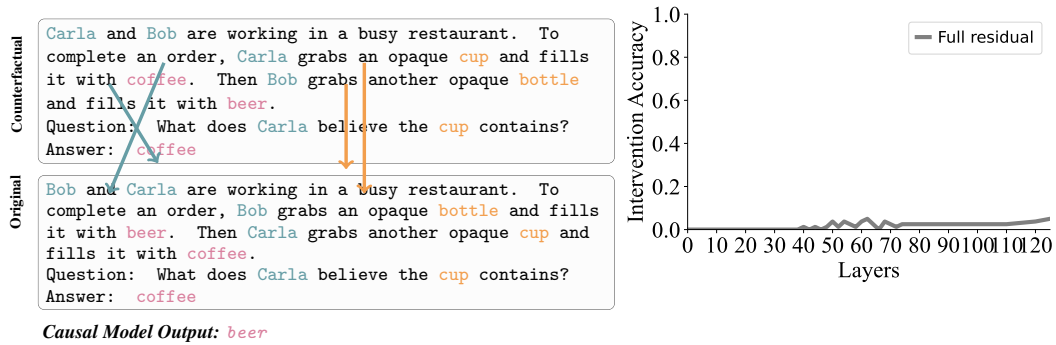 Counterfactual
Carla and Bob are working in a busy restaurant. To
complete an order, Carla grabs an opaque cup and fills
it with coffee. Then Bob grabs another opaque bottle
and fills it with beer.
Question: What does Carla believe the cup contains?
Answer: coffee
Original
Bob and Carla are working in a busy restaurant. To
complete an order, Bob grabs an opaque bottle and fills
it with beer. Then Carla grabs another opaque cup and
fills it with coffee.
Question: What does Carla believe the cup contains?
Answer: coffee
Causal Model Output: beer
Intervention Accuracy
1.0
0.8
0.6
0.4
0.2
0.0
Full residual
0 10 20 30 40 50 60 70 80 90 100 110 120
Layers